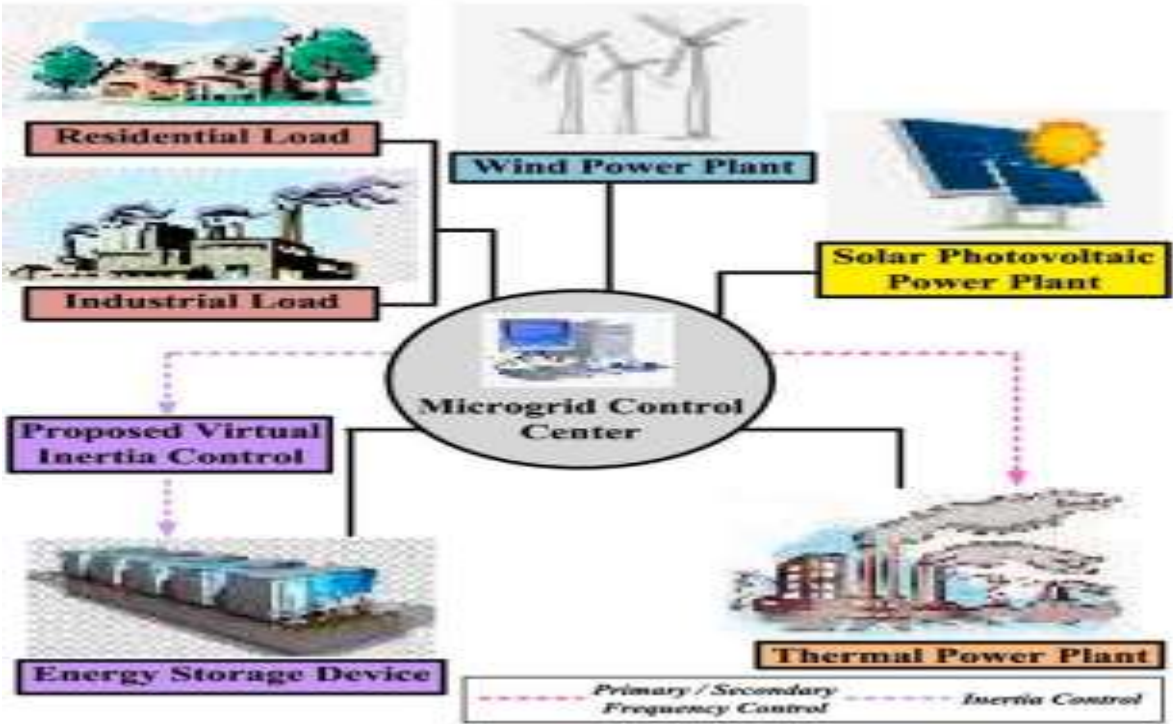 Residential Load
Wind Power Plant
Industrial Load
Solar Photovoltaic
Power Plant
Microgrid Control
Center
Proposed Virtual
Inertia Control
Energy Storage Device
Thermal Power Plant
Primary / Secondary
Frequency Control
Inertia Control